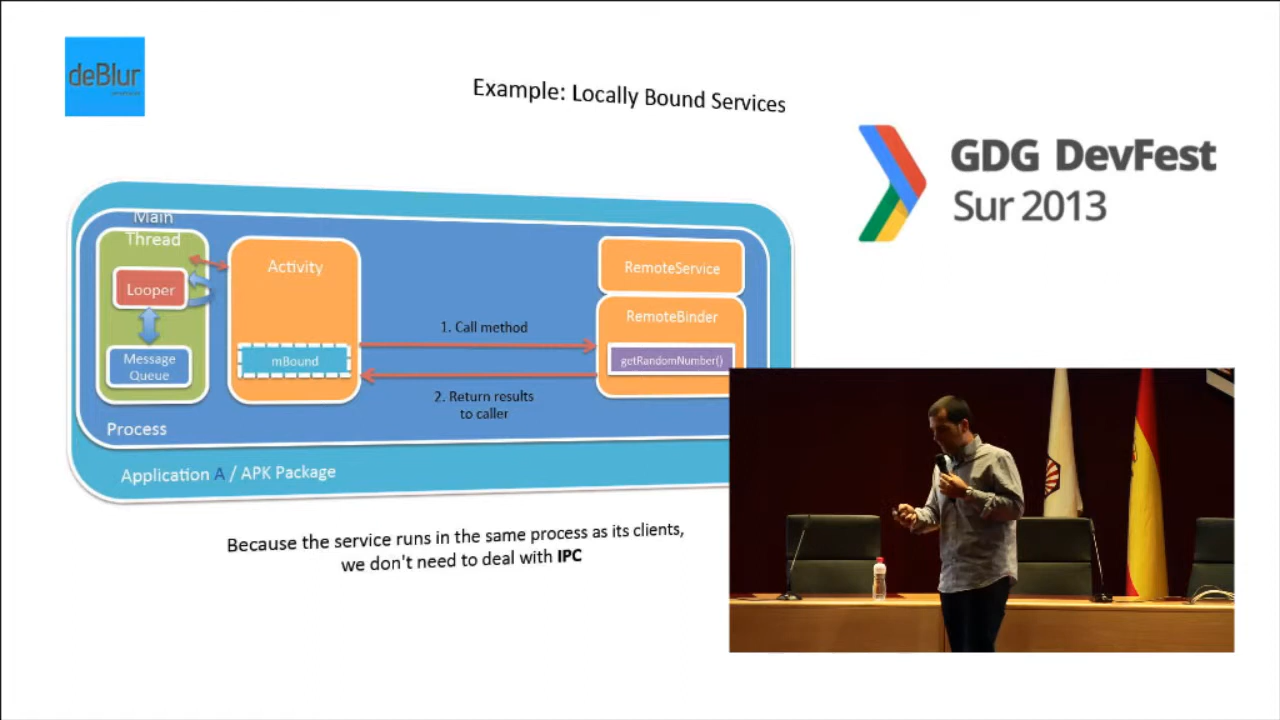 deBlur
Example: Locally Bound Services
GDG DevFest
Sur 2013
Main
Thread
Looper
Message
Queue
Activity
mBound
1. Call method
2. Return results
to caller
RemoteService
RemoteBinder
getRandomNumber()
Process
Application A / APK Package
Because the service runs in the same process as its clients,
we don't need to deal with IPC